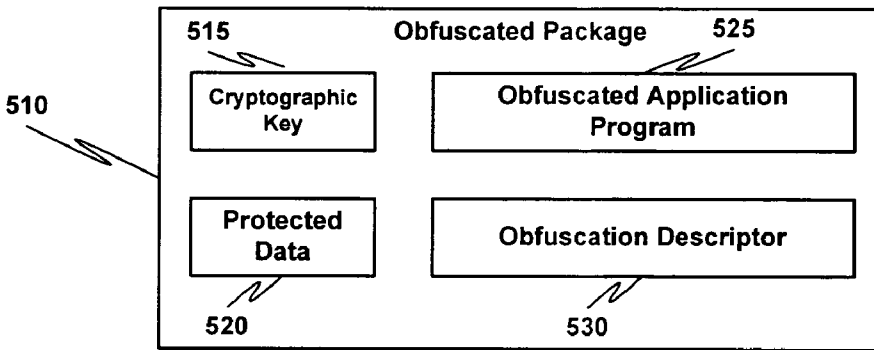 515
Obfuscated Package
525
510
Cryptographic
Key
Obfuscated Application
Program
Protected
Data
Obfuscation Descriptor
520
530